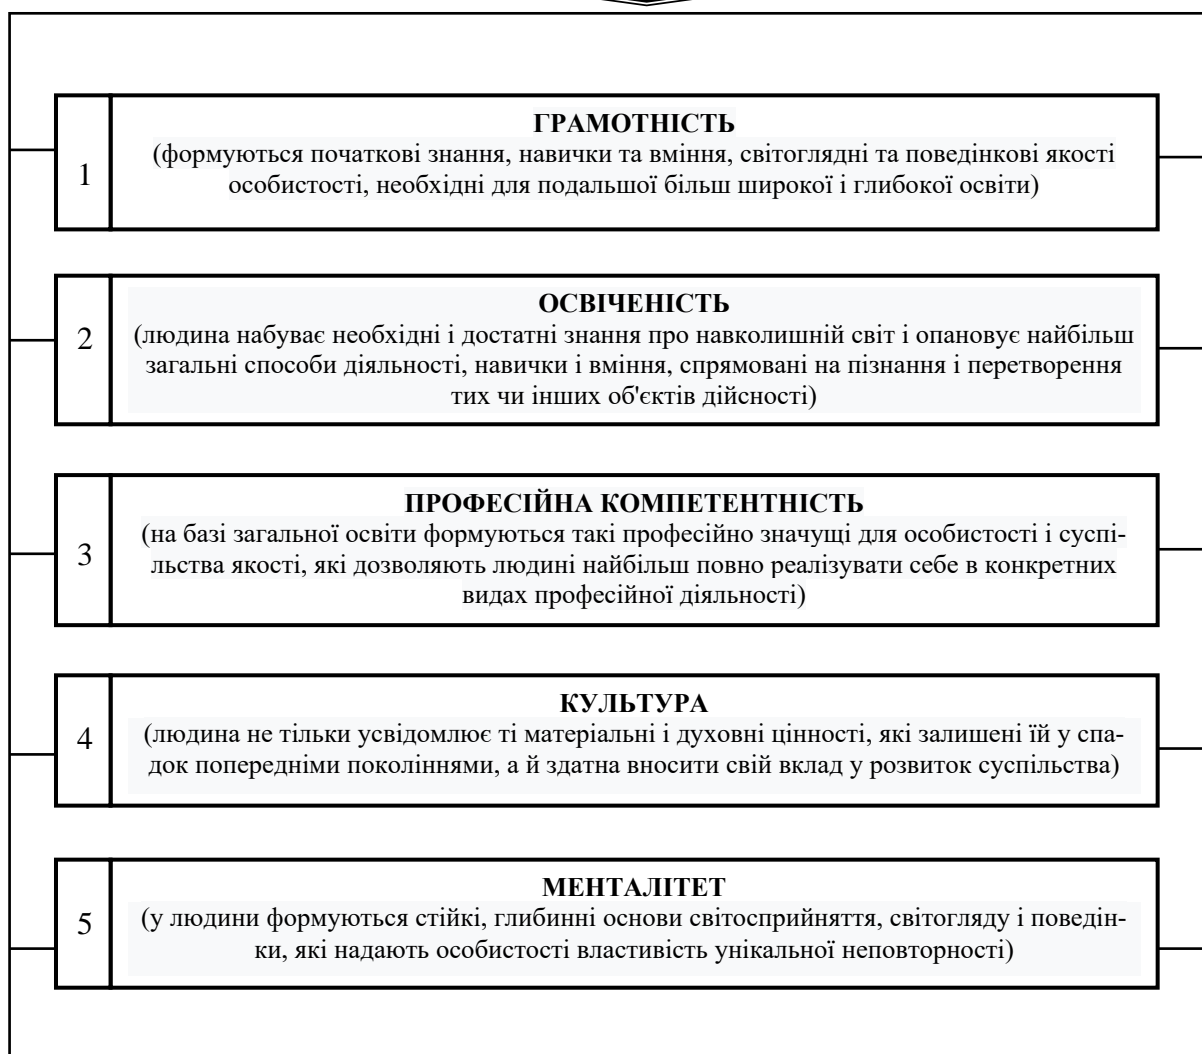 1
ГРАМОТНІСТЬ
(формуються початкові знання, навички та вміння, світоглядні та поведінкові якості
особистості, необхідні для подальшої більш широкої і глибокої освіти)
2
ОСВІЧЕНІСТЬ
(людина набуває необхідні і достатні знання про навколишній світ і опановує найбільш
загальні способи діяльності, навички і вміння, спрямовані на пізнання і перетворення
тих чи інших об'єктів дійсності)
3
ПРОФЕСІЙНА КОМПЕТЕНТНІСТЬ
(на базі загальної освіти формуються такі професійно значущі для особистості і суспі-
льства якості, які дозволяють людині найбільш повно реалізувати себе в конкретних
видах професійної діяльності)
4
КУЛЬТУРА
(людина не тільки усвідомлює ті матеріальні і духовні цінності, які залишені їй у спа-
док попередніми поколіннями, а й здатна вносити свій вклад у розвиток суспільства)
5
МЕНТАЛІТЕТ
(у людини формуються стійкі, глибинні основи світосприйняття, світогляду і поведін-
ки, які надають особистості властивість унікальної неповторності)